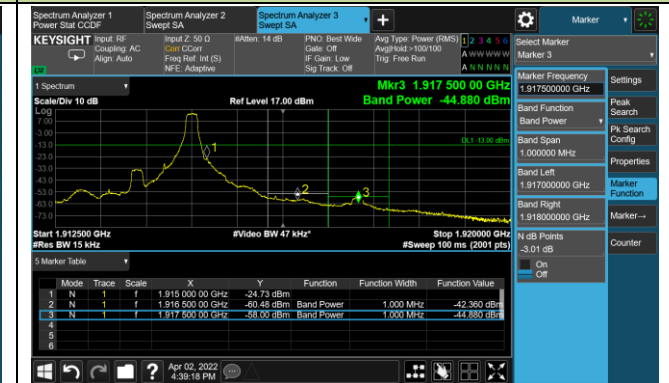 Spectrum Analyzer 1
Power Stat CCDF
Spectrum Analyzer 2
Swept SA
Spectrum Analyzer 3
Swept SA
Marker
KEYSIGHT
Input: RF
Coupling: AC
Align: Auto
Input Z: 50 Ω
Corr CCorr
Freq Ref: Int (S)
NFE: Adaptive
#Atten: 14 dB
PNO: Best Wide
Gate: Off
IF Gain: Low
Sig Track: Off
Avg Type: Power (RMS)
Avg|Hold:>100/100
Trig: Free Run
1 2 3 4 5 6
A W W W W W
A N N N N N
Select Marker
Marker 3
1 Spectrum
Scale/Div 10 dB
Ref Level 17.00 dBm
Mkr3 1.917 500 00 GHz
Band Power -44.880 dBm
Log
7.00
-3.00
-13.0
-23.0
-33.0
-43.0
-53.0
-63.0
-73.0
DL1 -13.00 dBm
1
2
3
Start 1.912500 GHz
#Res BW 15 kHz
#Video BW 47 kHz*
Stop 1.920000 GHz
#Sweep 100 ms (2001 pts)
5 Marker Table
Mode Trace Scale X Y Function Function Width Function Value
1 N 1 f 1.915 000 00 GHz -24.73 dBm
2 N 1 f 1.916 500 00 GHz -60.48 dBm Band Power 1.000 MHz -42.360 dBm
3 N 1 f 1.917 500 00 GHz -58.00 dBm Band Power 1.000 MHz -44.880 dBm
4
5
6
Marker Frequency
1.917500000 GHz
Band Function
Band Power
Band Span
1.000000 MHz
Band Left
1.917000000 GHz
Band Right
1.918000000 GHz
N dB Points
-3.01 dB
On
Off
Settings
Peak
Search
Pk Search
Config
Properties
Marker
Function
Marker→
Counter
Apr 02, 2022
4:39:18 PM